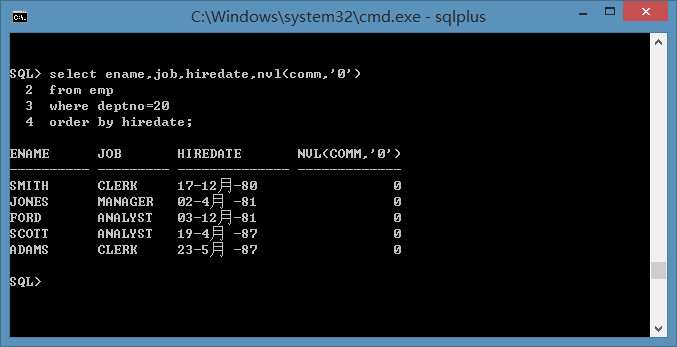 C:\Windows\system32\cmd.exe - sqlplus
SQL> select ename,job,hiredate,nvl(comm,'0')
2 from emp
3 where deptno=20
4 order by hiredate;
ENAME JOB HIREDATE NVL(COMM,'0')
---------- --------- -------------- -------------
SMITH CLERK 17-12月-80 0
JONES MANAGER 02-4月 -81 0
FORD ANALYST 03-12月-81 0
SCOTT ANALYST 19-4月 -87 0
ADAMS CLERK 23-5月 -87 0
SQL>